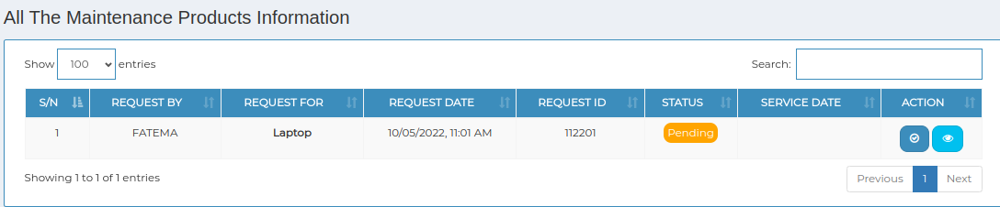 All The Maintenance Products Information
Show 100 entries Search:
S/N REQUEST BY REQUEST FOR REQUEST DATE REQUEST ID STATUS SERVICE DATE ACTION
1 FATEMA Laptop 10/05/2022, 11:01 AM 112201 Pending
Showing 1 to 1 of 1 entries Previous 1 Next